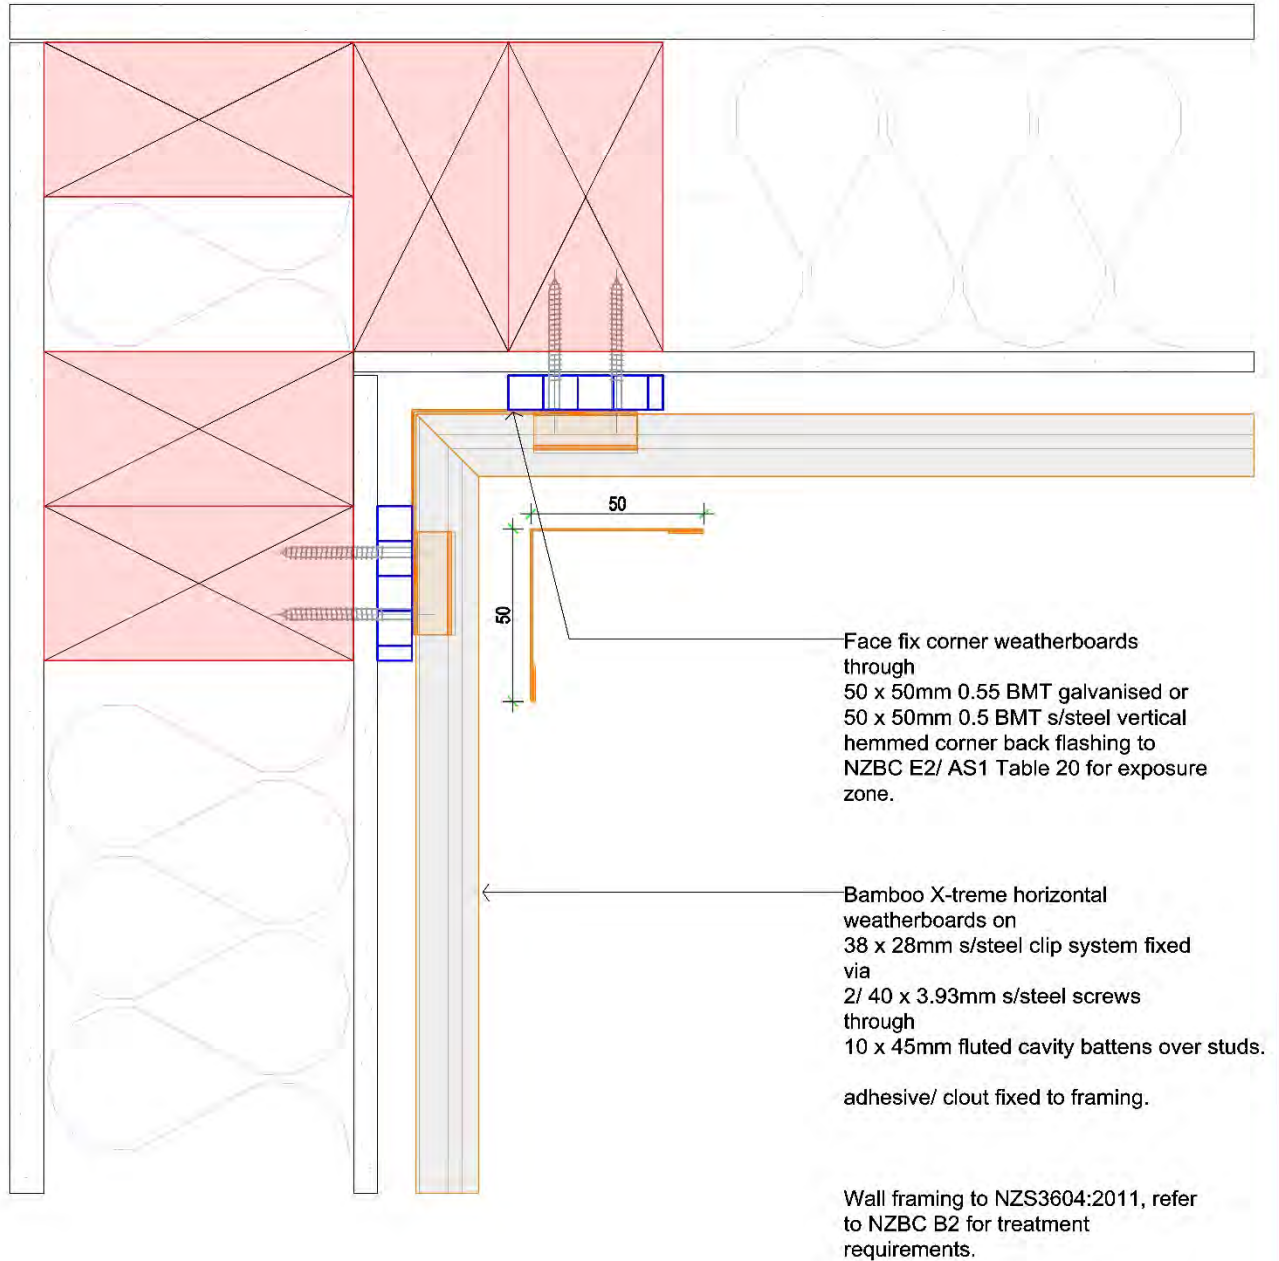 50
50
Face fix corner weatherboards
through
50 x 50mm 0.55 BMT galvanised or
50 x 50mm 0.5 BMT s/steel vertical
hemmed corner back flashing to
NZBC E2/ AS1 Table 20 for exposure
zone.
Bamboo X-treme horizontal
weatherboards on
38 x 28mm s/steel clip system fixed
via
2/ 40 x 3.93mm s/steel screws
through
10 x 45mm fluted cavity battens over studs.
adhesive/ clout fixed to framing.
Wall framing to NZS3604:2011, refer
to NZBC B2 for treatment
requirements.